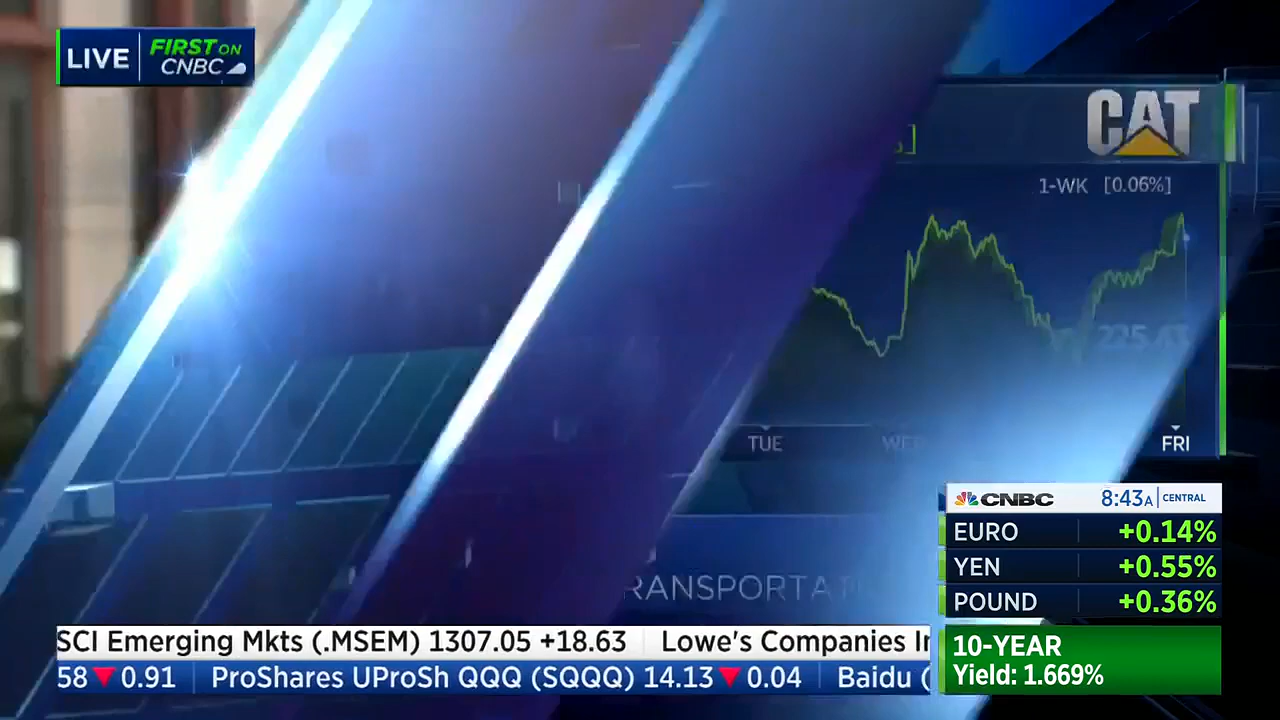 LIVE
FIRST ON
CNBC
CAT
1-WK [0.06%]
TUE
WED
FRI
CNBC 8:43A CENTRAL
EURO +0.14%
YEN +0.55%
POUND +0.36%
10-YEAR
Yield: 1.669%
SCI Emerging Mkts (.MSEM) 1307.05 +18.63 Lowe's Companies
58 ▼ 0.91 ProShares UProSh QQQ (SQQQ) 14.13 ▼ 0.04 Baidu (